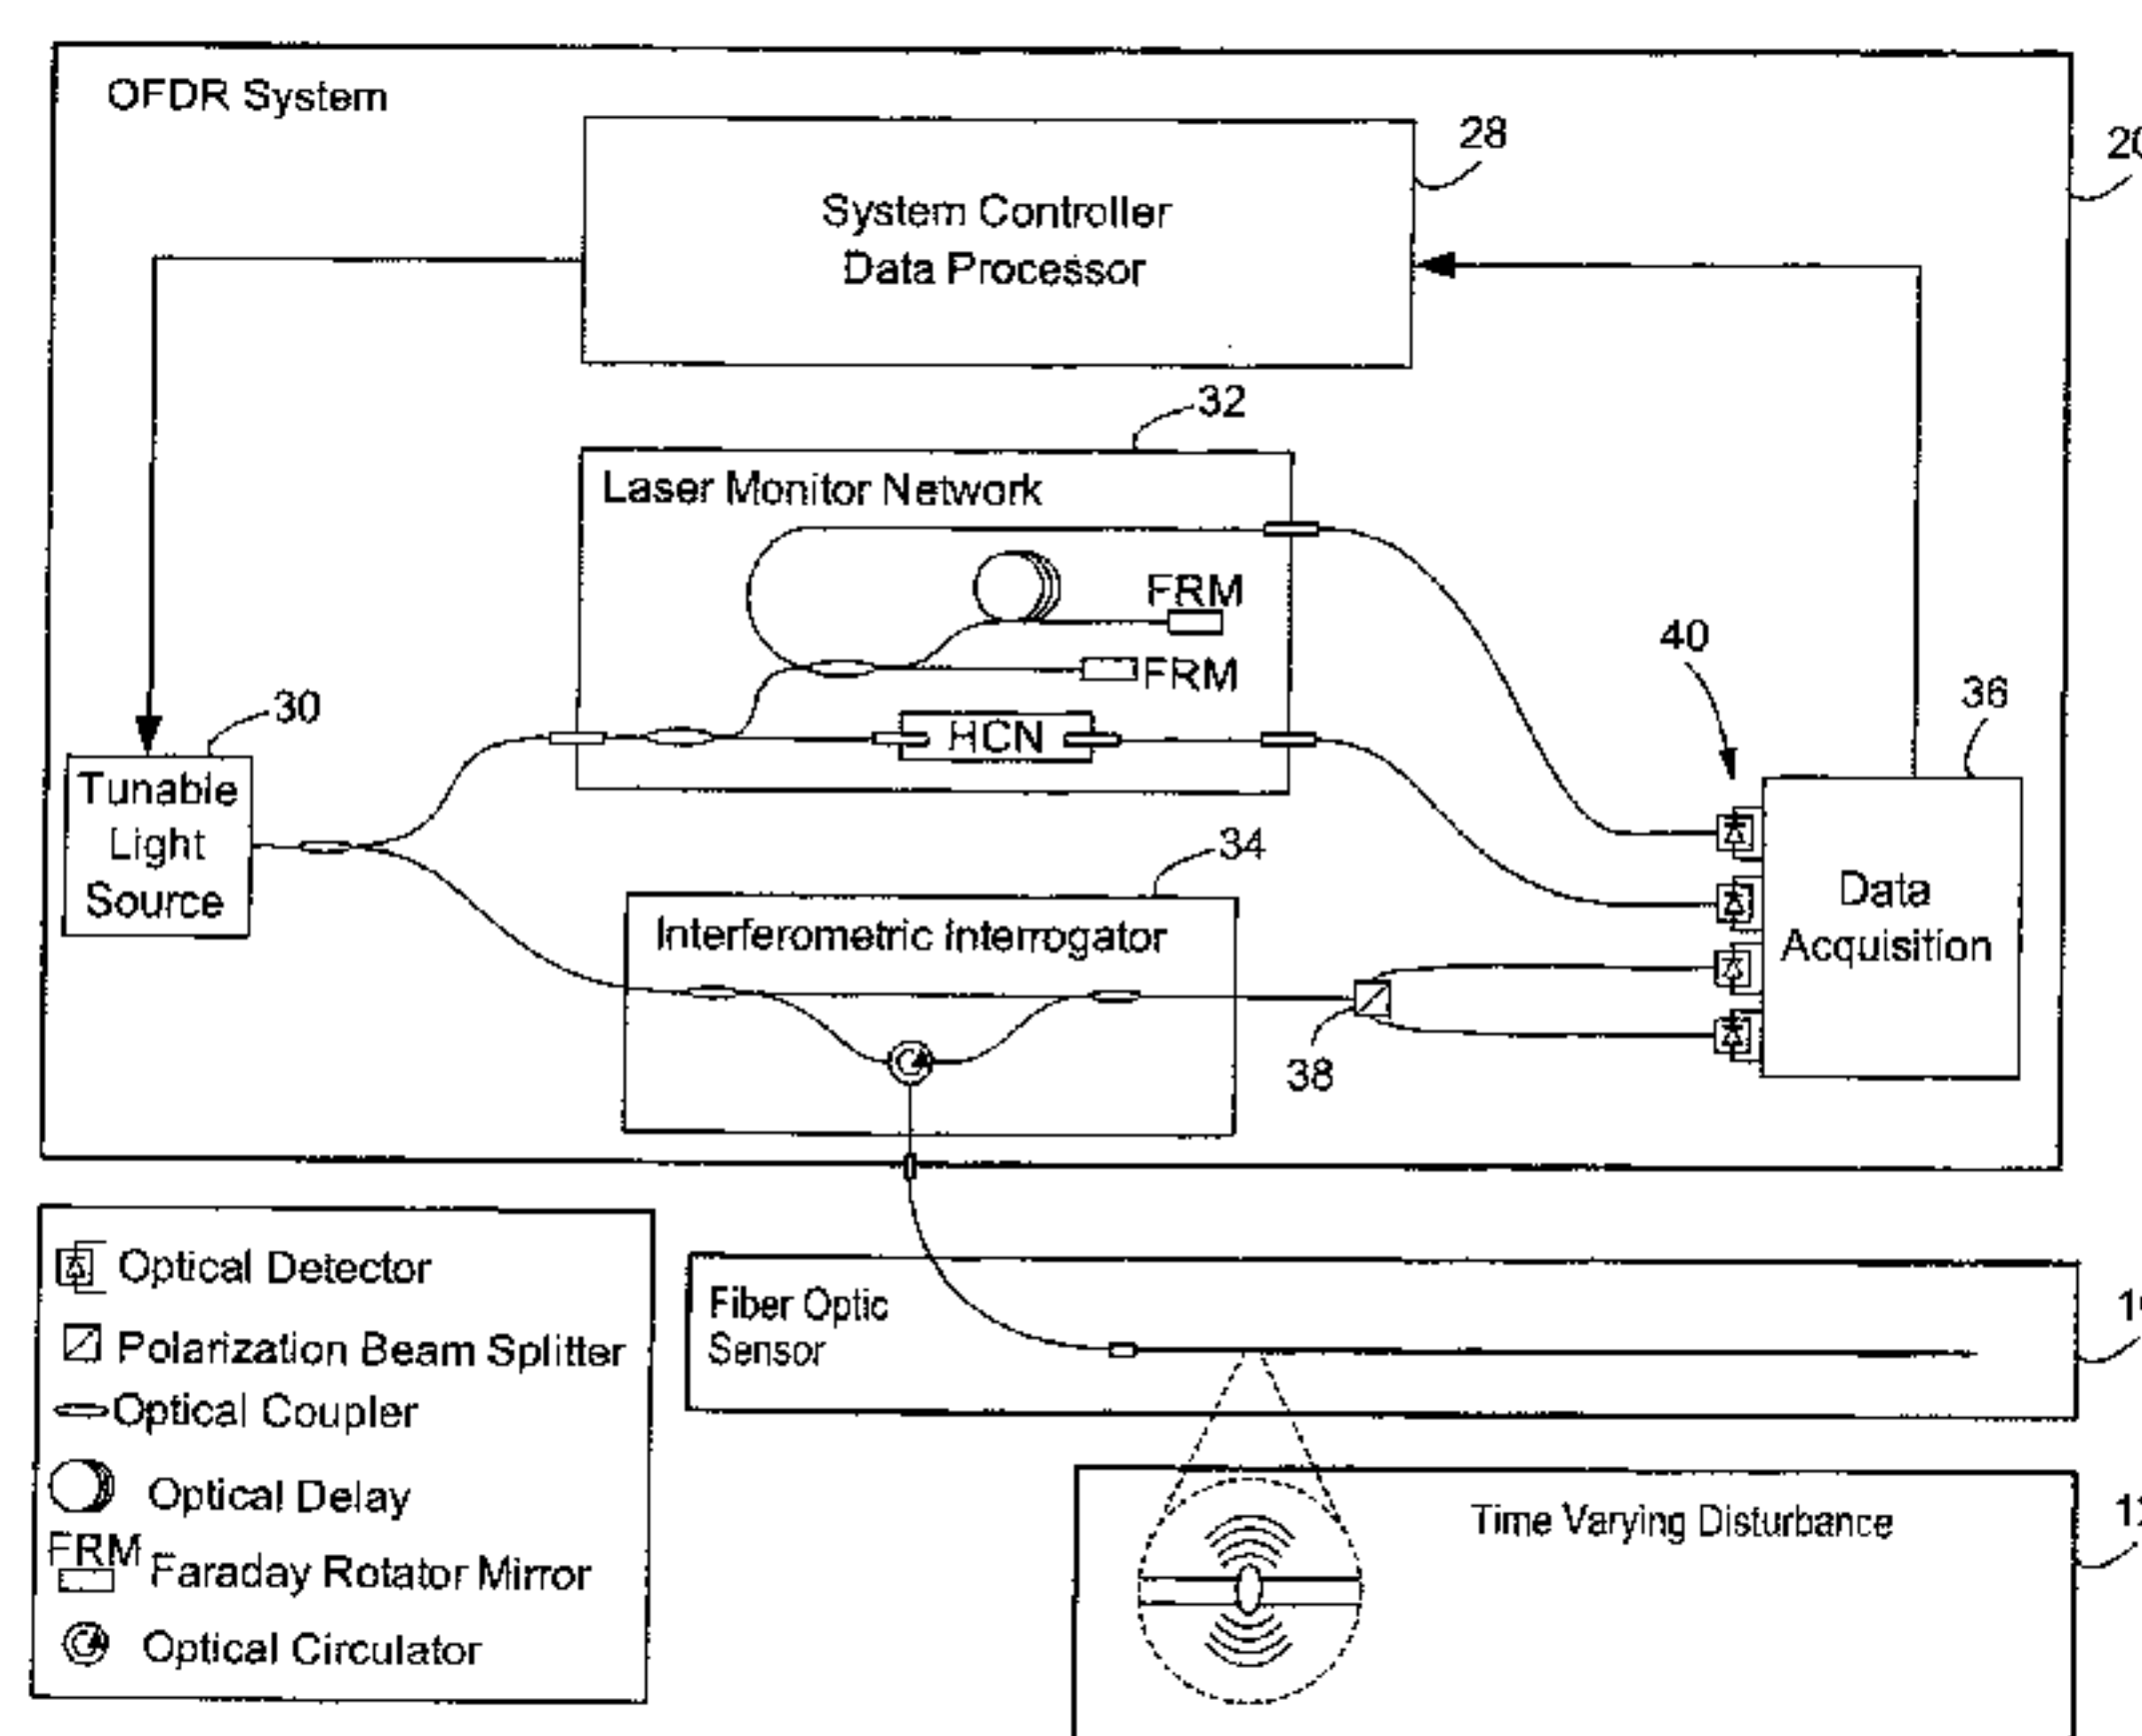 OFDR System
28
20
System Controller
Data Processor
32
Laser Monitor Network
FRM
FRM
HCN
40
36
30
Tunable
Light
Source
34
Interferometric Interrogator
38
Data
Acquisition
Optical Detector
Polarization Beam Splitter
Optical Coupler
Optical Delay
FRM
Faraday Rotator Mirror
Optical Circulator
Fiber Optic
Sensor
Time Varying Disturbance